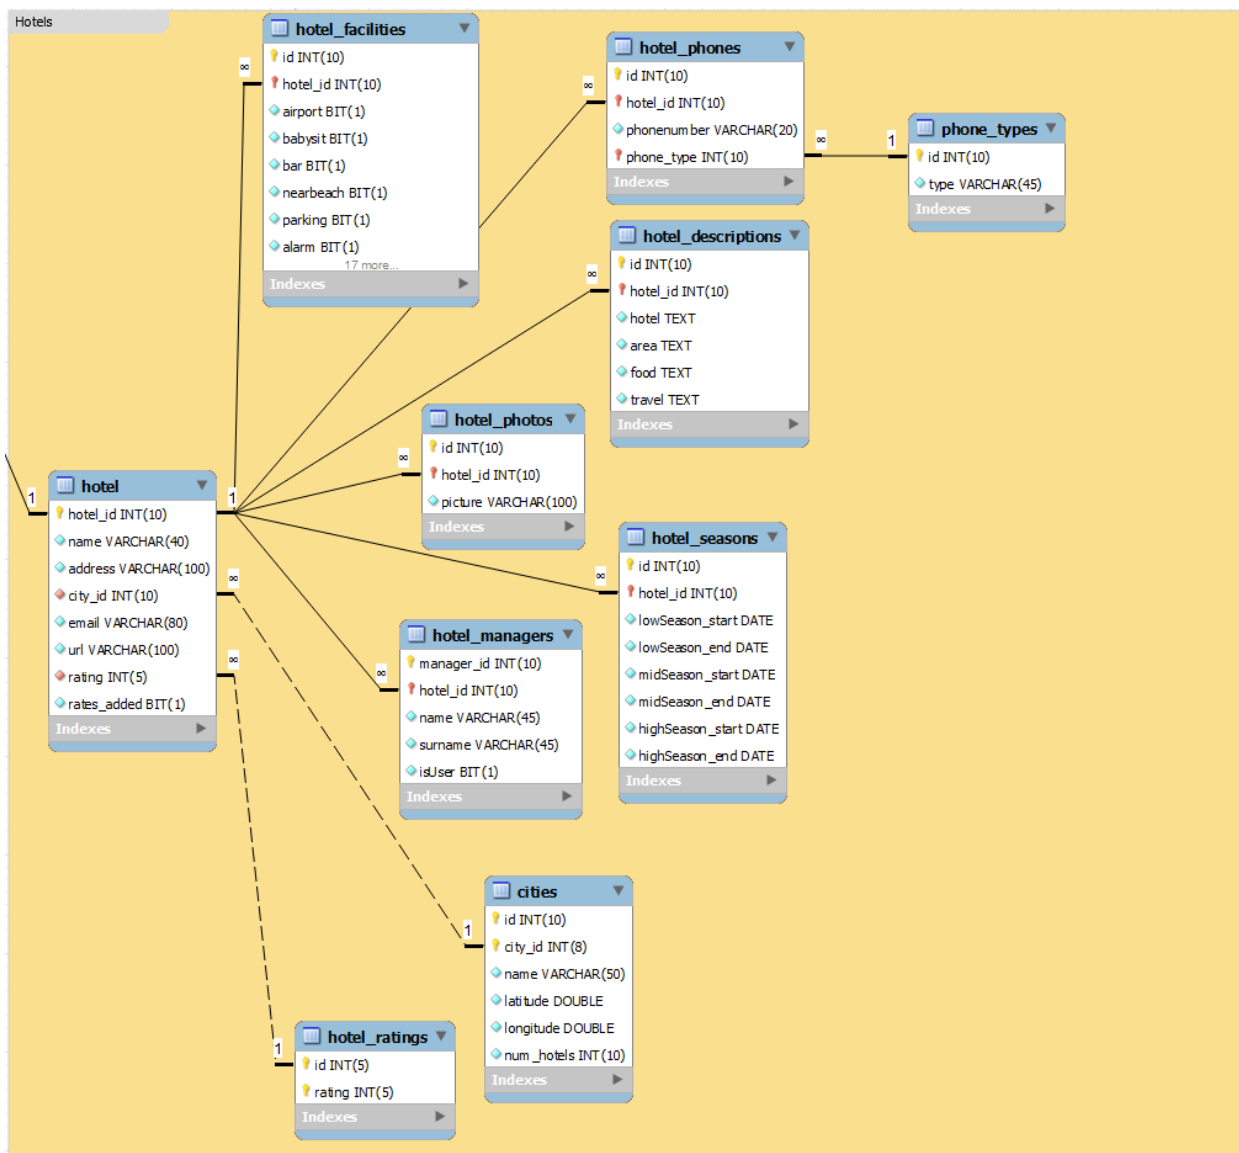 Hotels
hotel_facilities
id INT(10)
hotel_id INT(10)
airport BIT(1)
babysit BIT(1)
bar BIT(1)
nearbeach BIT(1)
parking BIT(1)
alarm BIT(1)
17 more...
Indexes
∞
hotel_phones
id INT(10)
hotel_id INT(10)
phonenumber VARCHAR(20)
phone_type INT(10)
Indexes
∞
∞
1
phone_types
id INT(10)
type VARCHAR(45)
Indexes
hotel_descriptions
id INT(10)
hotel_id INT(10)
hotel TEXT
area TEXT
food TEXT
travel TEXT
Indexes
∞
hotel_photos
id INT(10)
hotel_id INT(10)
picture VARCHAR(100)
Indexes
∞
1
hotel
hotel_id INT(10)
name VARCHAR(40)
address VARCHAR(100)
city_id INT(10)
email VARCHAR(80)
url VARCHAR(100)
rating INT(5)
rates_added BIT(1)
Indexes
1
∞
∞
hotel_seasons
id INT(10)
hotel_id INT(10)
lowSeason_start DATE
lowSeason_end DATE
midSeason_start DATE
midSeason_end DATE
highSeason_start DATE
highSeason_end DATE
Indexes
∞
hotel_managers
manager_id INT(10)
hotel_id INT(10)
name VARCHAR(45)
surname VARCHAR(45)
isUser BIT(1)
Indexes
∞
cities
id INT(10)
city_id INT(8)
name VARCHAR(50)
latitude DOUBLE
longitude DOUBLE
num_hotels INT(10)
Indexes
1
hotel_ratings
id INT(5)
rating INT(5)
Indexes
1